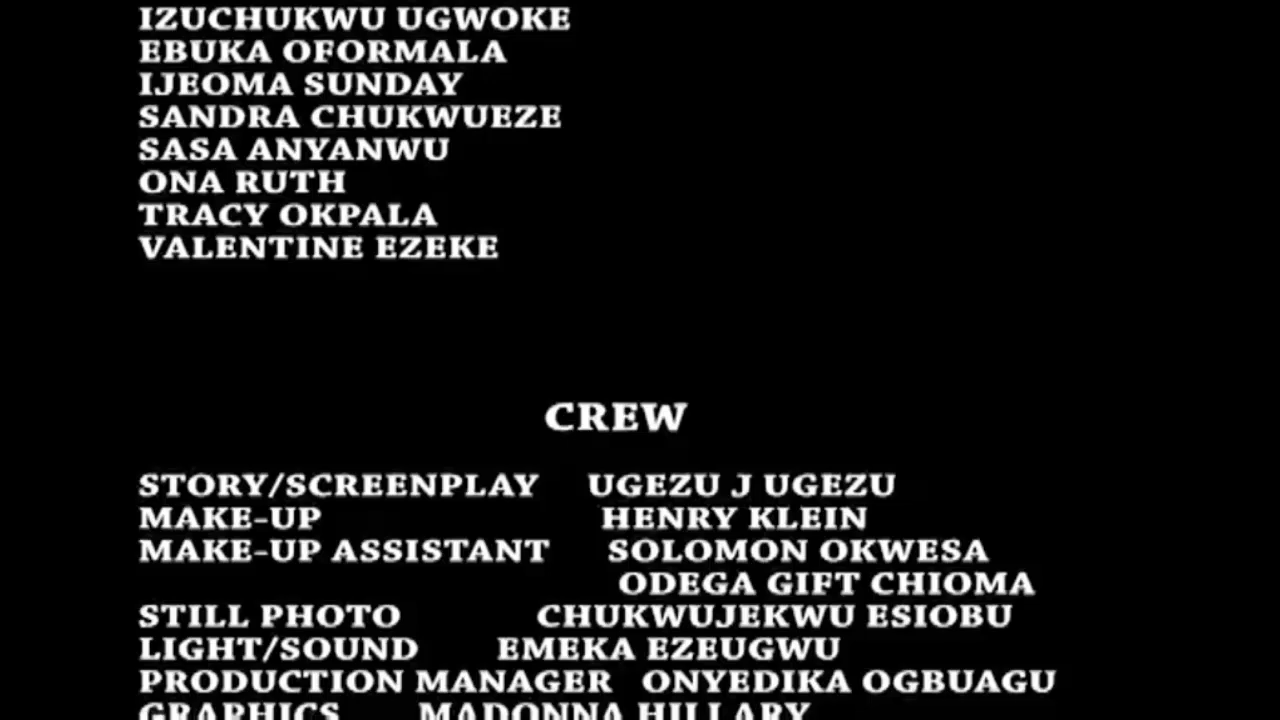 IZUCHUKWU UGWOKE
EBUKA OFORMALA
IJEOMA SUNDAY
SANDRA CHUKWUEZE
SASA ANYANWU
ONA RUTH
TRACY OKPALA
VALENTINE EZEKE
CREW
STORY/SCREENPLAY UGEZU J UGEZU
MAKE-UP HENRY KLEIN
MAKE-UP ASSISTANT SOLOMON OKWESA
ODEGA GIFT CHIOMA
STILL PHOTO CHUKWUJEKWU ESIOBU
LIGHT/SOUND EMEKA EZEUGWU
PRODUCTION MANAGER ONYEDIKA OGBUAGU
GRAPHICS MADONNA HILLARY